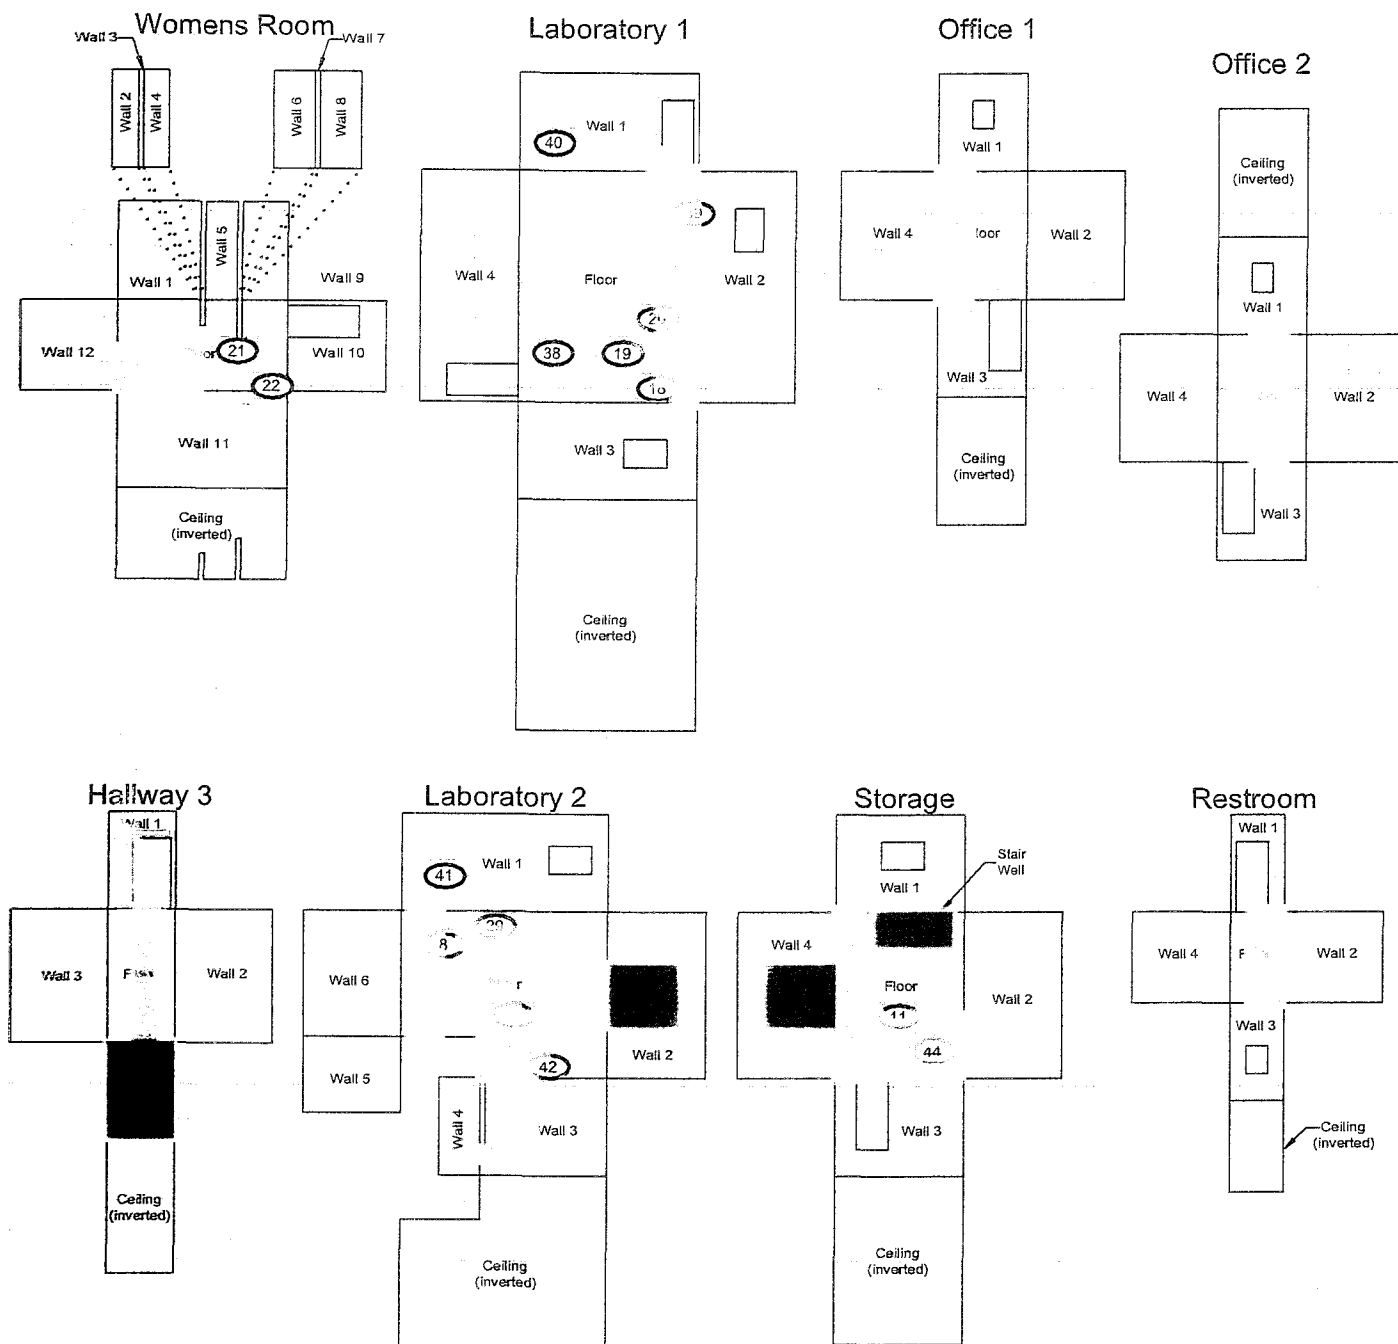 Womens Room
Wall 3
Wall 7
Wall 2
Wall 4
Wall 6
Wall 8
Wall 5
Wall 1
Wall 9
Wall 12
21
Wall 10
22
Wall 11
Ceiling
(inverted)
Laboratory 1
Wall 1
40
Wall 4
Floor
Wall 2
38
19
Wall 3
Ceiling
(inverted)
Office 1
Wall 1
Wall 4
Wall 2
Wall 3
Ceiling
(inverted)
Office 2
Ceiling
(inverted)
Wall 1
Wall 4
Wall 2
Wall 3
Hallway 3
Wall 1
Wall 3
Wall 2
Ceiling
(inverted)
Laboratory 2
Wall 1
41
8
Wall 6
42
Wall 2
Wall 5
Wall 4
Wall 3
Ceiling
(inverted)
Storage
Stair
Well
Wall 1
Wall 4
Floor
Wall 2
11
44
Wall 3
Ceiling
(inverted)
Restroom
Wall 1
Wall 4
Wall 2
Wall 3
Ceiling
(inverted)